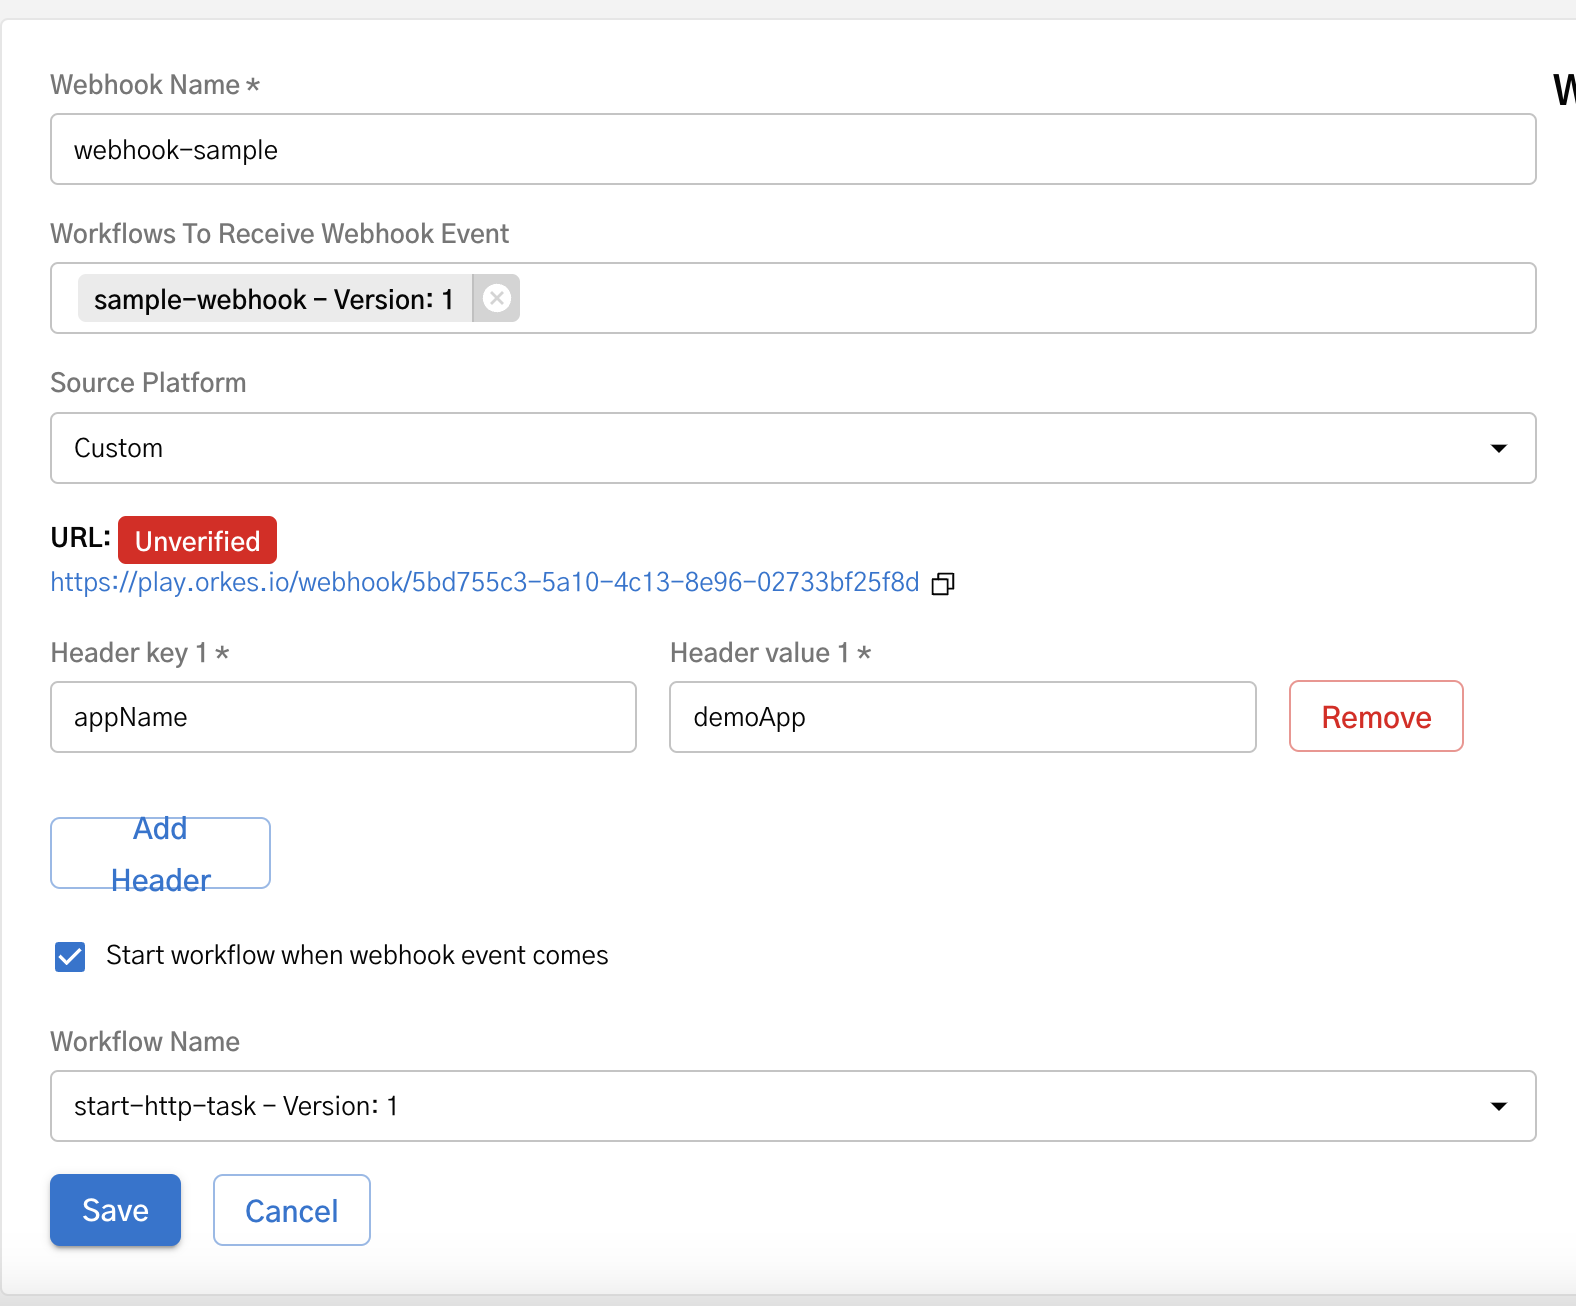 Webhook Name *
W
webhook-sample
Workflows To Receive Webhook Event
sample-webhook - Version: 1
Source Platform
Custom
URL: Unverified
https://play.orkes.io/webhook/5bd755c3-5a10-4c13-8e96-02733bf25f8d
Header key 1 * Header value 1 *
appName demoApp Remove
Add
Header
Start workflow when webhook event comes
Workflow Name
start-http-task - Version: 1
Save Cancel